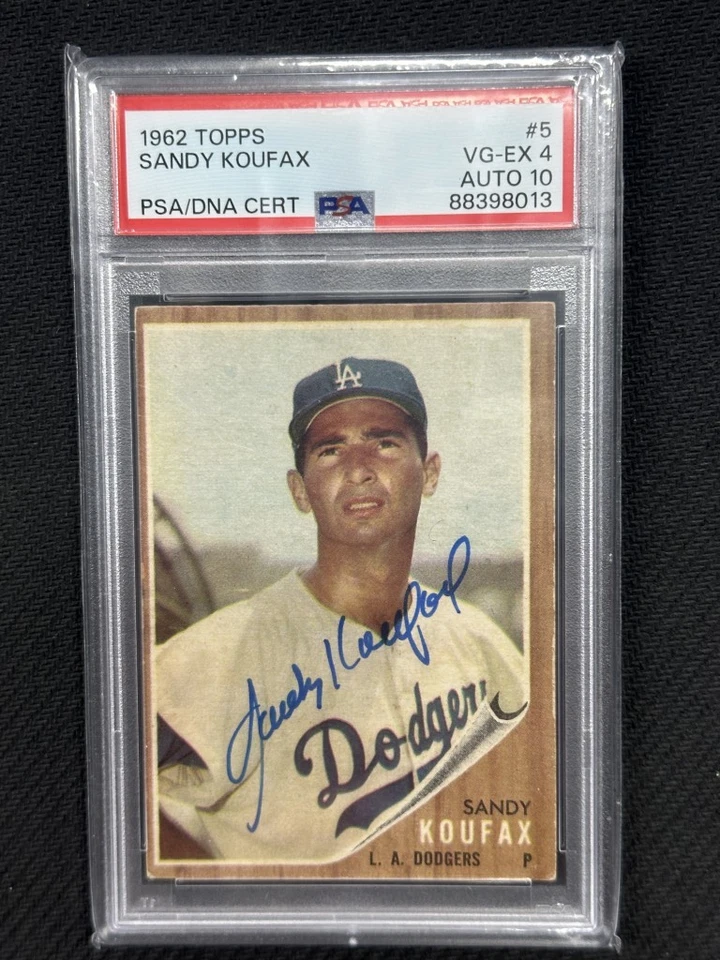 1962 TOPPS #5
SANDY KOUFAX VG-EX 4
AUTO 10
PSA/DNA CERT PSA 88398013
LA
Sandy Koufax
Dodgers
SANDY
KOUFAX
L. A. DODGERS P